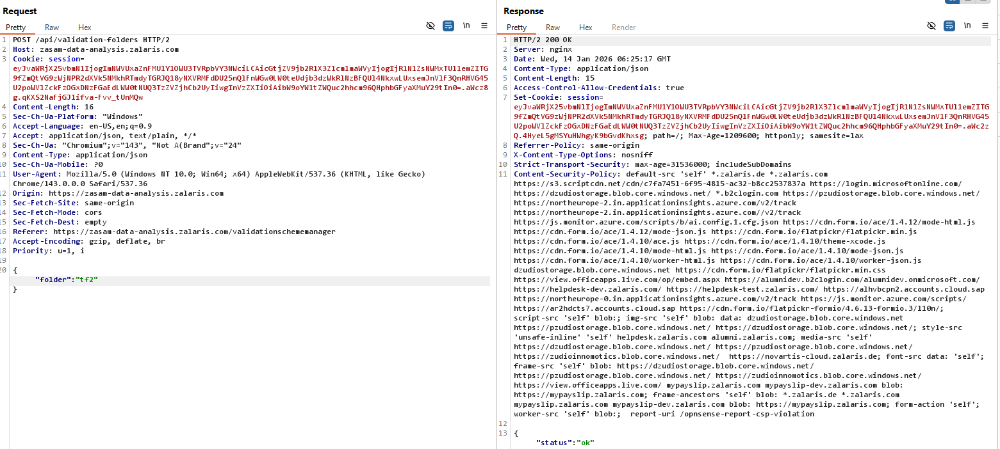 Request
Pretty Raw Hex
\n
1 POST /api/validation-folders HTTP/2
2 Host: zasam-data-analysis.zalaris.com
3 Cookie: session=
4 Content-Length: 16
5 Sec-Ch-Ua-Platform: "Windows"
6 Accept-Language: en-US,en;q=0.9
7 Accept: application/json, text/plain, */*
8 Sec-Ch-Ua: "Chromium";v="143", "Not A(Brand";v="24"
9 Content-Type: application/json
10 Sec-Ch-Ua-Mobile: ?0
11 User-Agent: Mozilla/5.0 (Windows NT 10.0; Win64; x64) AppleWebKit/537.36 (KHTML, like Gecko)
Chrome/143.0.0.0 Safari/537.36
12 Origin: https://zasam-data-analysis.zalaris.com
13 Sec-Fetch-Site: same-origin
14 Sec-Fetch-Mode: cors
15 Sec-Fetch-Dest: empty
16 Referer: https://zasam-data-analysis.zalaris.com/validationschememanager
17 Accept-Encoding: gzip, deflate, br
18 Priority: u=1, i
19
20 {
"folder":"tf2"
}
Response
Pretty Raw Hex Render
\n
1 HTTP/2 200 OK
2 Server: nginx
3 Date: Wed, 14 Jan 2026 06:25:17 GMT
4 Content-Type: application/json
5 Content-Length: 15
6 Access-Control-Allow-Credentials: true
7 Set-Cookie: session=
path=/; Max-Age=1209600; httponly; samesite=lax
8 Referrer-Policy: same-origin
9 X-Content-Type-Options: nosniff
10 Strict-Transport-Security: max-age=31536000; includeSubDomains
11 Content-Security-Policy: default-src 'self' *.zalaris.de *.zalaris.com
https://s3.scriptcdn.net/cdn/c7fa7451-6f95-4815-ac32-b8cc2537837a https://login.microsoftonline.com/
https://dzudiostorage.blob.core.windows.net/ *.b2clogin.com https://pzudiostorage.blob.core.windows.net/
https://northeurope-2.in.applicationinsights.azure.com/v2/track
https://northeurope-2.in.applicationinsights.azure.com//v2/track
https://js.monitor.azure.com/scripts/b/ai.config.1.cfg.json https://cdn.form.io/ace/1.4.12/mode-html.js
https://cdn.form.io/ace/1.4.12/mode-json.js https://cdn.form.io/flatpickr/flatpickr.min.js
https://cdn.form.io/ace/1.4.10/ace.js https://cdn.form.io/ace/1.4.10/theme-xcode.js
https://cdn.form.io/ace/1.4.10/mode-html.js https://cdn.form.io/ace/1.4.10/mode-json.js
https://cdn.form.io/ace/1.4.10/worker-html.js https://cdn.form.io/ace/1.4.10/worker-json.js
dzudiostorage.blob.core.windows.net https://cdn.form.io/flatpickr/flatpickr.min.css
https://view.officeapps.live.com/op/embed.aspx https://alumnidev.b2clogin.com/alumnidev.onmicrosoft.com/
https://helpdesk-dev.zalaris.com/ https://helpdesk-test.zalaris.com/ https://alhvbcpn2.accounts.cloud.sap
https://northeurope-0.in.applicationinsights.azure.com/v2/track https://js.monitor.azure.com/scripts/
https://ar2hdcts7.accounts.cloud.sap https://cdn.form.io/flatpickr-formio/4.6.13-formio.3/l10n/;
script-src 'self' blob:; img-src 'self' blob: data: dzudiostorage.blob.core.windows.net
https://pzudiostorage.blob.core.windows.net/ https://dzudiostorage.blob.core.windows.net/; style-src
'unsafe-inline' 'self' helpdesk.zalaris.com alumni.zalaris.com; media-src 'self'
https://dzudiostorage.blob.core.windows.net/ https://pzudiostorage.blob.core.windows.net/
https://zudioinnomotics.blob.core.windows.net/ https://novartis-cloud.zalaris.de; font-src data: 'self';
frame-src 'self' blob: https://dzudiostorage.blob.core.windows.net/
https://pzudiostorage.blob.core.windows.net/ https://zudioinnomotics.blob.core.windows.net/
https://view.officeapps.live.com/ mypayslip.zalaris.com mypayslip-dev.zalaris.com blob:
https://mypayslip.zalaris.com; frame-ancestors 'self' blob: *.zalaris.de *.zalaris.com
mypayslip.zalaris.com mypayslip-dev.zalaris.com blob: https://mypayslip.zalaris.com; form-action 'self';
worker-src 'self' blob:; report-uri /opnsense-report-csp-violation
12
13 {
"status":"ok"